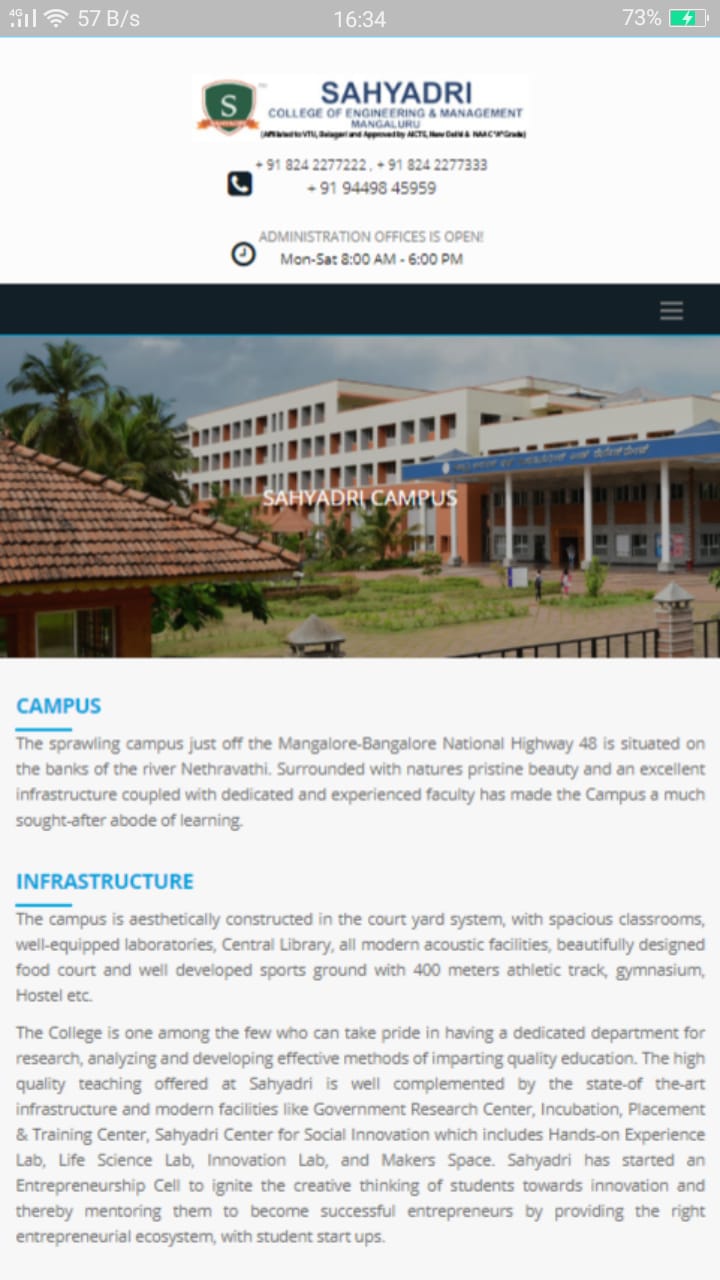 4G
57 B/s
16:34
73%
S
SAHYADRI
SAHYADRI
COLLEGE OF ENGINEERING & MANAGEMENT
MANGALURU
(Affiliated to VTU, Belagavi and Approved by AICTE, New Delhi & NAAC "A" Grade)
+ 91 824 2277222 , + 91 824 2277333
+ 91 94498 45959
ADMINISTRATION OFFICES IS OPEN!
Mon-Sat 8:00 AM - 6:00 PM
SAHYADRI CAMPUS
CAMPUS
The sprawling campus just off the Mangalore-Bangalore National Highway 48 is situated on
the banks of the river Nethravathi. Surrounded with natures pristine beauty and an excellent
infrastructure coupled with dedicated and experienced faculty has made the Campus a much
sought-after abode of learning.
INFRASTRUCTURE
The campus is aesthetically constructed in the court yard system, with spacious classrooms,
well-equipped laboratories, Central Library, all modern acoustic facilities, beautifully designed
food court and well developed sports ground with 400 meters athletic track, gymnasium,
Hostel etc.
The College is one among the few who can take pride in having a dedicated department for
research, analyzing and developing effective methods of imparting quality education. The high
quality teaching offered at Sahyadri is well complemented by the state-of the-art
infrastructure and modern facilities like Government Research Center, Incubation, Placement
& Training Center, Sahyadri Center for Social Innovation which includes Hands-on Experience
Lab, Life Science Lab, Innovation Lab, and Makers Space. Sahyadri has started an
Entrepreneurship Cell to ignite the creative thinking of students towards innovation and
thereby mentoring them to become successful entrepreneurs by providing the right
entrepreneurial ecosystem, with student start ups.